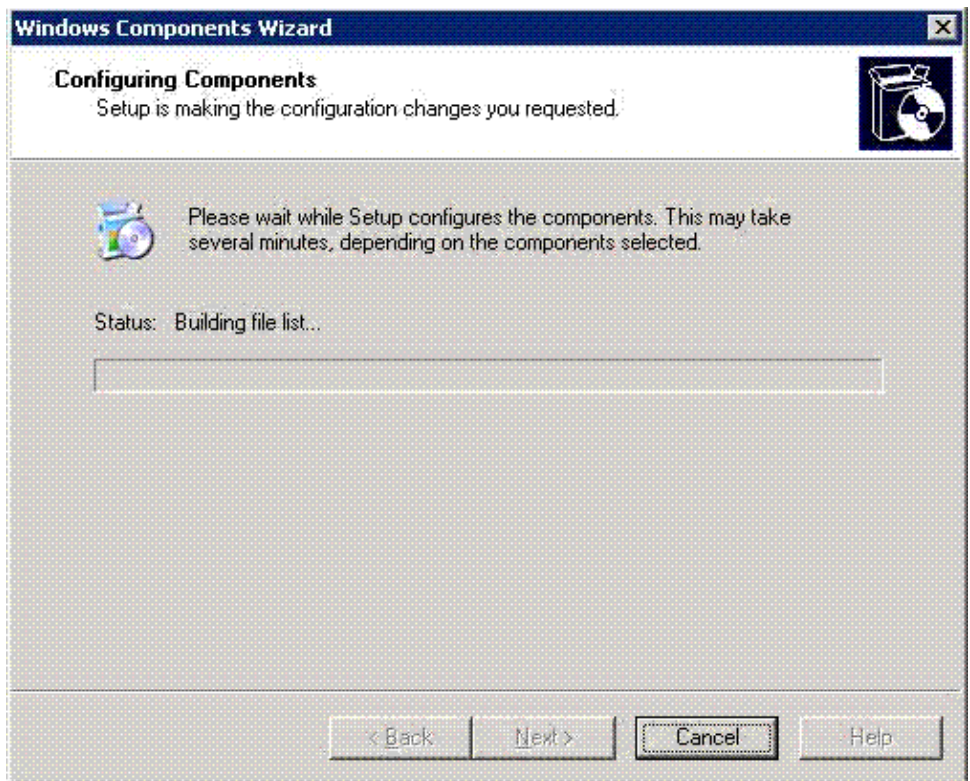 Windows Components Wizard
Configuring Components
Setup is making the configuration changes you requested.
Please wait while Setup configures the components. This may take
several minutes, depending on the components selected.
Status: Building file list...
< Back Next > Cancel Help